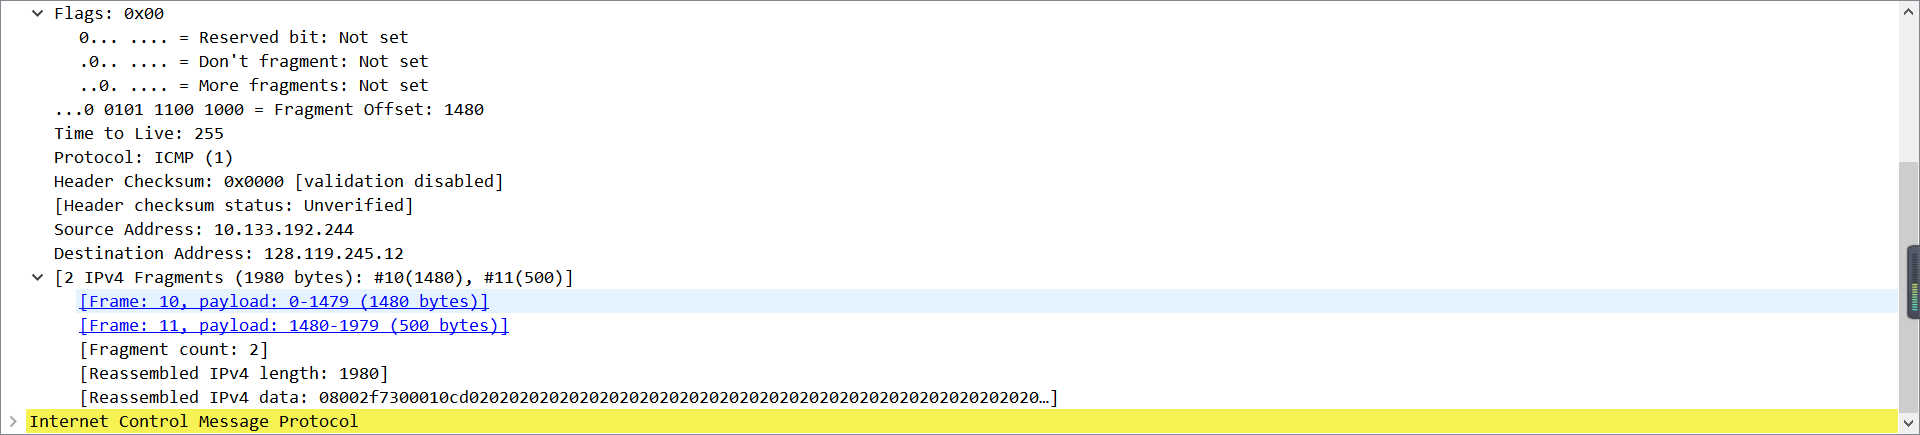 Flags: 0x00
0... .... = Reserved bit: Not set
.0.. .... = Don't fragment: Not set
..0. .... = More fragments: Not set
...0 0101 1100 1000 = Fragment Offset: 1480
Time to Live: 255
Protocol: ICMP (1)
Header Checksum: 0x0000 [validation disabled]
[Header checksum status: Unverified]
Source Address: 10.133.192.244
Destination Address: 128.119.245.12
[2 IPv4 Fragments (1980 bytes): #10(1480), #11(500)]
[Frame: 10, payload: 0-1479 (1480 bytes)]
[Frame: 11, payload: 1480-1979 (500 bytes)]
[Fragment count: 2]
[Reassembled IPv4 length: 1980]
[Reassembled IPv4 data: 08002f7300010cd02020202020202020202020202020202020202020202020202020202020…]
Internet Control Message Protocol